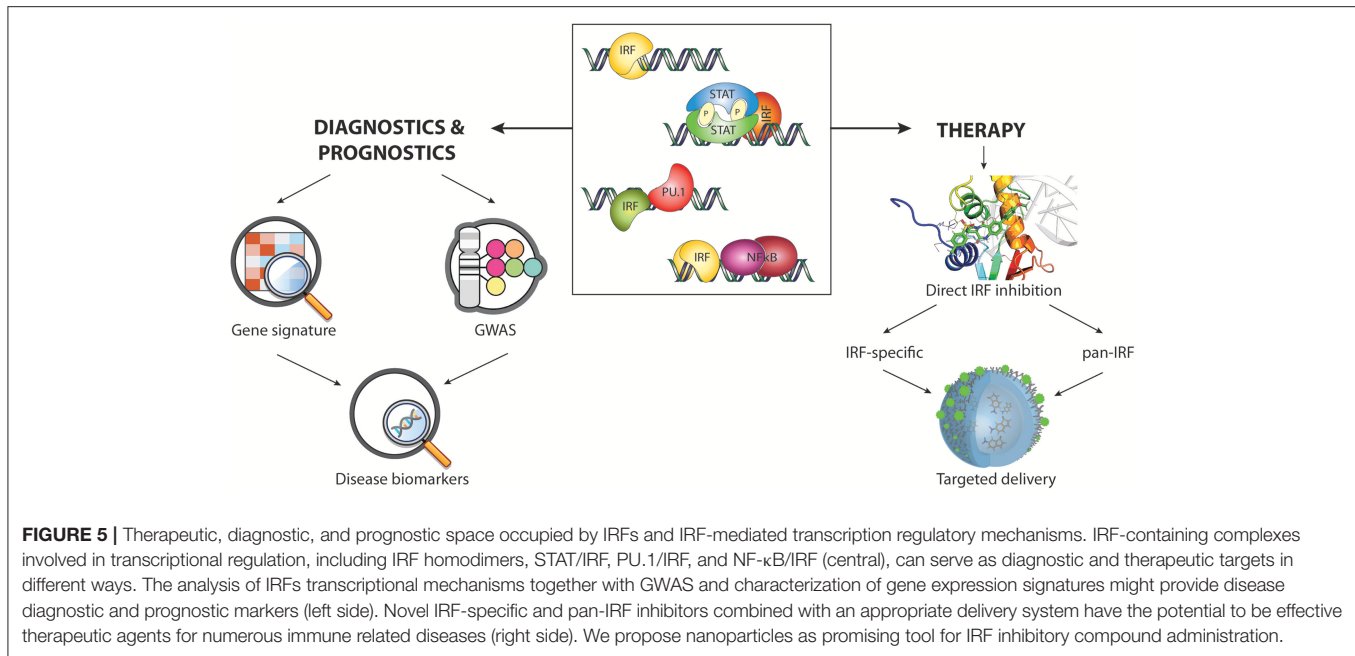 IRF
STAT
P
P
STAT
IRF
DIAGNOSTICS &
PROGNOSTICS
THERAPY
PU.1
IRF
IRF
NFκB
Gene signature
GWAS
Direct IRF inhibition
IRF-specific
pan-IRF
Disease biomarkers
Targeted delivery
FIGURE 5 | Therapeutic, diagnostic, and prognostic space occupied by IRFs and IRF-mediated transcription regulatory mechanisms. IRF-containing complexes
involved in transcriptional regulation, including IRF homodimers, STAT/IRF, PU.1/IRF, and NF-κB/IRF (central), can serve as diagnostic and therapeutic targets in
different ways. The analysis of IRFs transcriptional mechanisms together with GWAS and characterization of gene expression signatures might provide disease
diagnostic and prognostic markers (left side). Novel IRF-specific and pan-IRF inhibitors combined with an appropriate delivery system have the potential to be effective
therapeutic agents for numerous immune related diseases (right side). We propose nanoparticles as promising tool for IRF inhibitory compound administration.